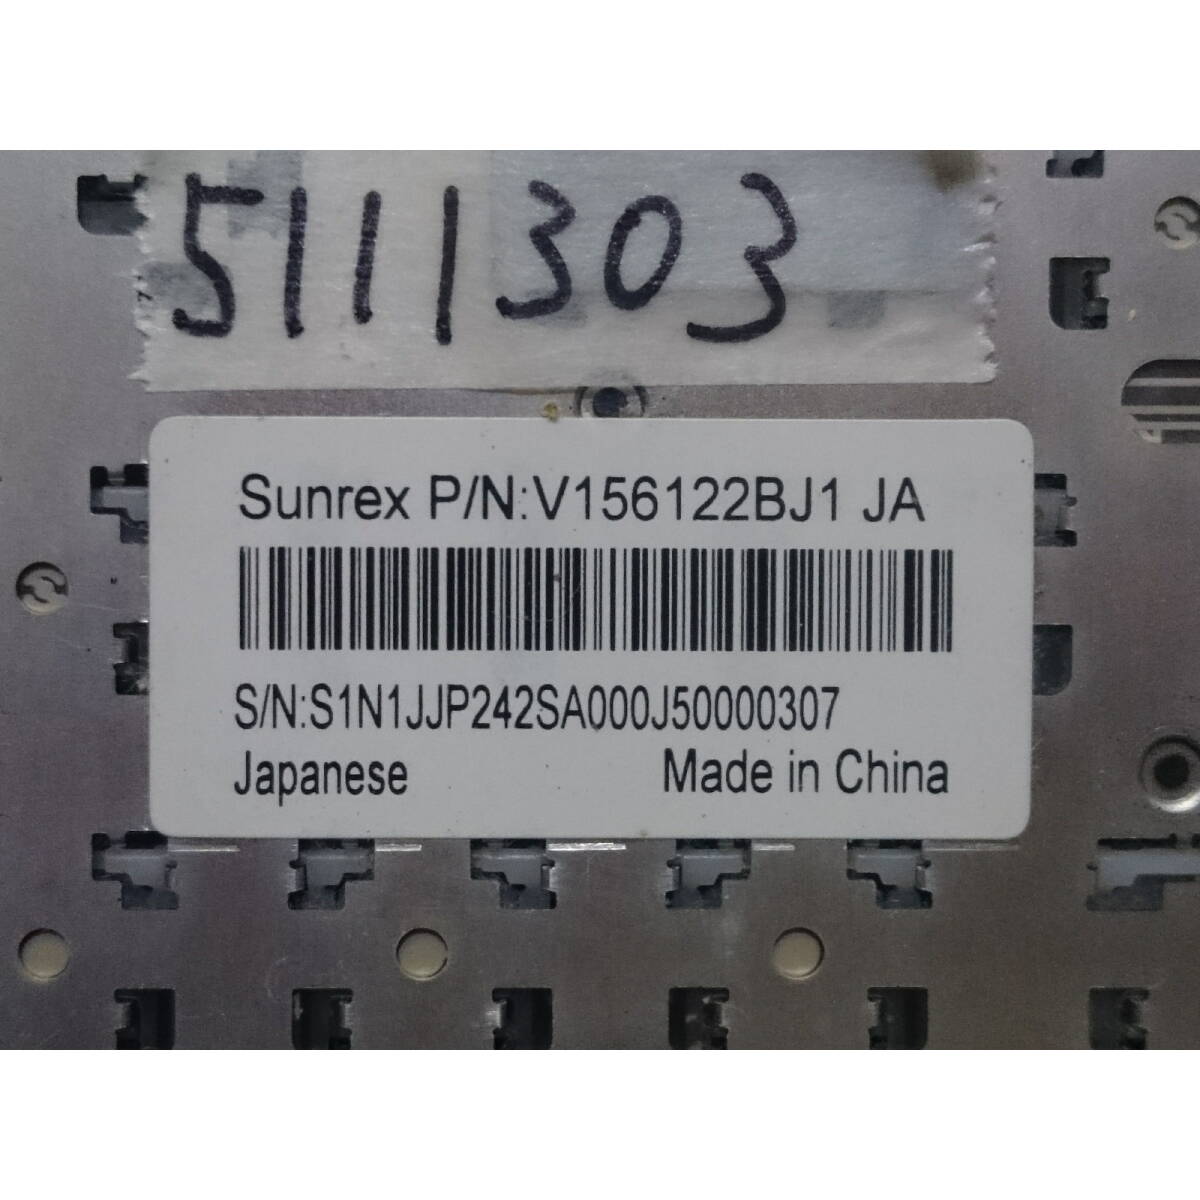 5111303
Sunrex P/N:V156122BJ1 JA
S/N:S1N1JJP242SA000J50000307
Japanese Made in China